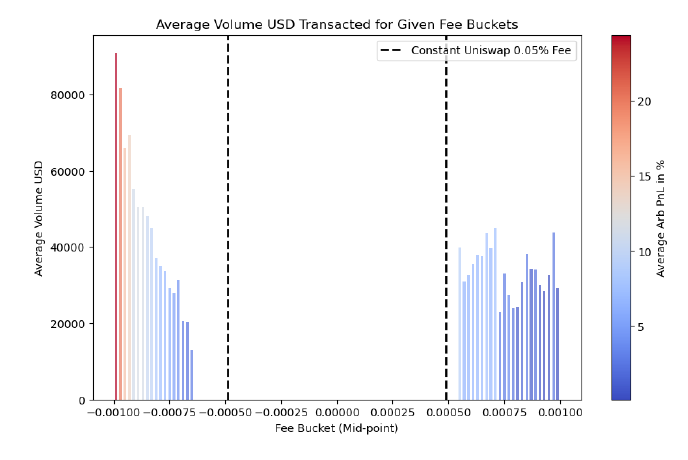 Average Volume USD Transacted for Given Fee Buckets
Constant Uniswap 0.05% Fee
80000
60000
40000
20000
0
Average Volume USD
−0.00100 −0.00075 −0.00050 −0.00025 0.00000 0.00025 0.00050 0.00075 0.00100
Fee Bucket (Mid-point)
20
15
10
5
Average Arb PnL in %